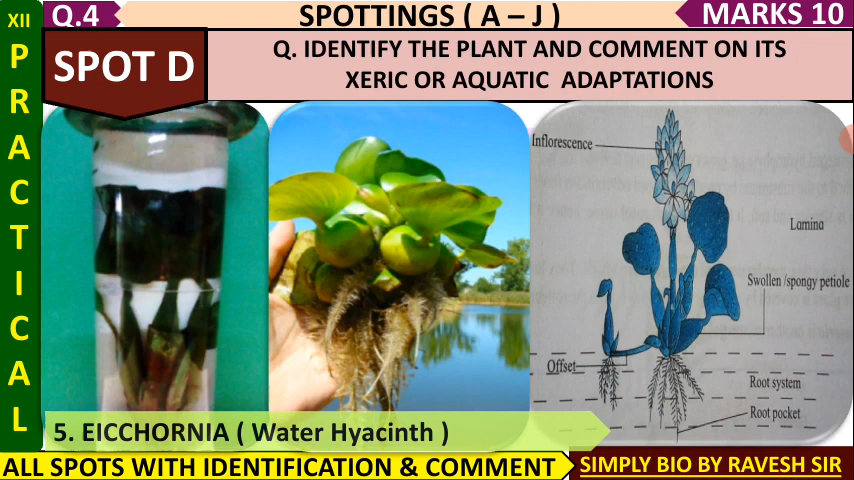 XII
PRACTICAL
Q.4
SPOTTINGS ( A – J )
MARKS 10
SPOT D
Q. IDENTIFY THE PLANT AND COMMENT ON ITS
XERIC OR AQUATIC ADAPTATIONS
Inflorescence
Lamina
Swollen /spongy petiole
Offset
Root system
Root pocket
5. EICCHORNIA ( Water Hyacinth )
ALL SPOTS WITH IDENTIFICATION & COMMENT
SIMPLY BIO BY RAVESH SIR